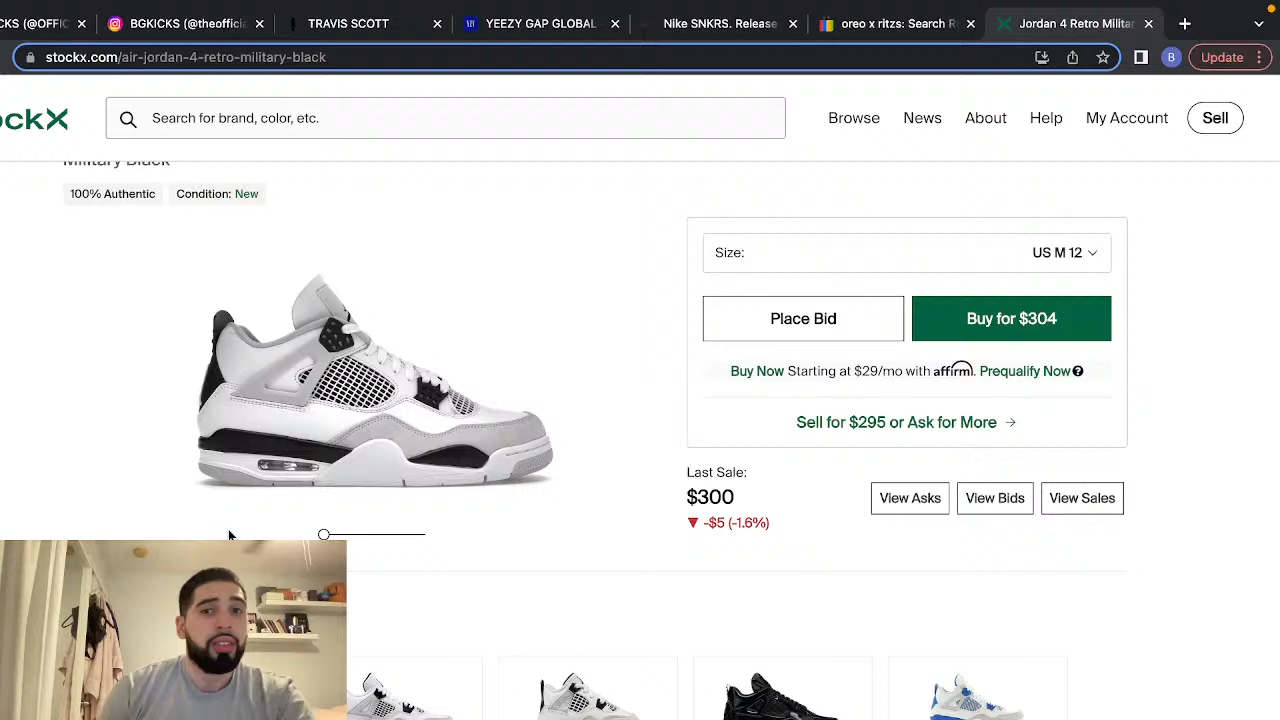 CKS (@OFFIC
BGKICKS (@theofficia
TRAVIS SCOTT
YEEZY GAP GLOBAL
Nike SNKRS. Release
oreo x ritzs: Search R
Jordan 4 Retro Militar
stockx.com/air-jordan-4-retro-military-black
B
Update
ockX
Search for brand, color, etc.
Browse
News
About
Help
My Account
Sell
Military Black
100% Authentic
Condition: New
Size:
US M 12
Place Bid
Buy for $304
Buy Now Starting at $29/mo with affirm. Prequalify Now
Sell for $295 or Ask for More →
Last Sale:
$300
▼ -$5 (-1.6%)
View Asks
View Bids
View Sales